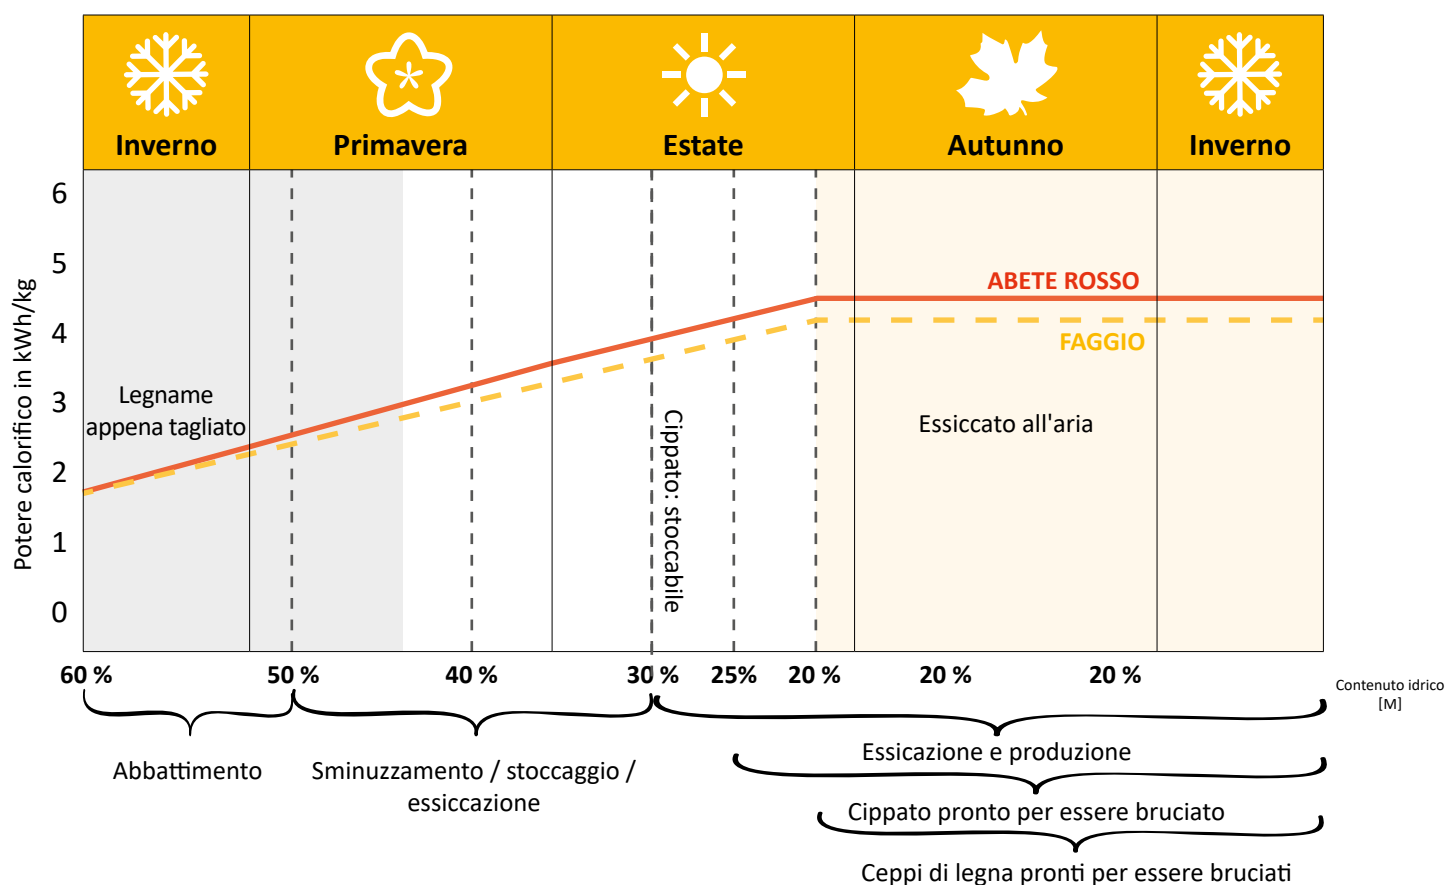 Inverno
Primavera
Estate
Autunno
Inverno
Potere calorifico in kWh/kg
6
5
4
3
2
1
0
ABETE ROSSO
FAGGIO
Legname
appena tagliato
Cippato: stoccabile
Essiccato all'aria
60 %
50 %
40 %
30 %
25%
20 %
20 %
20 %
Contenuto idrico
[M]
Abbattimento
Sminuzzamento / stoccaggio /
essiccazione
Essicazione e produzione
Cippato pronto per essere bruciato
Ceppi di legna pronti per essere bruciati